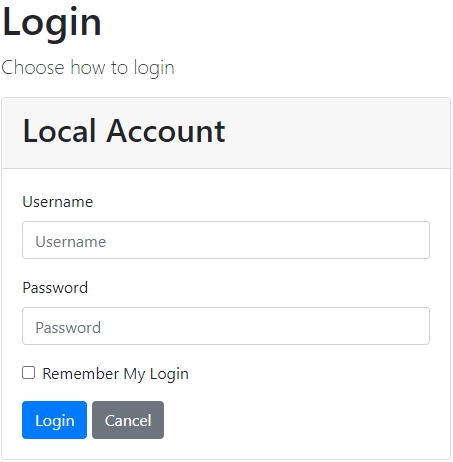 Login
Choose how to login
Local Account
Username
Username
Password
Password
Remember My Login
Login Cancel